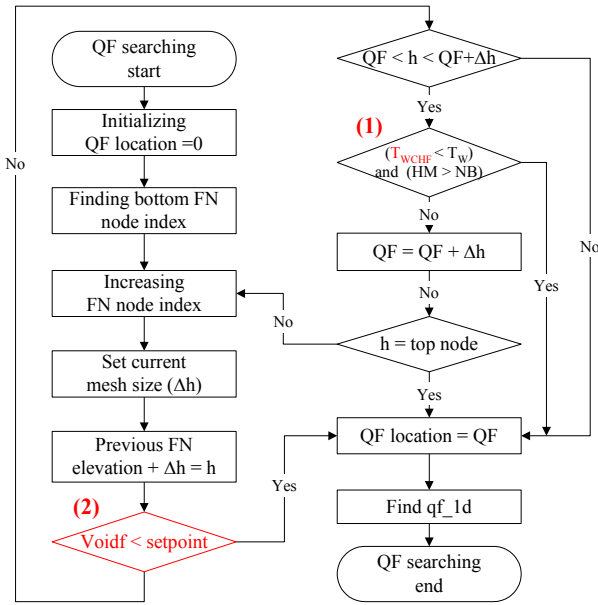 QF searching
start
Initializing
QF location =0
Finding bottom FN
node index
Increasing
FN node index
Set current
mesh size (Δh)
Previous FN
elevation + Δh = h
(2)
Voidf < setpoint
Yes
No
QF < h < QF+Δh
Yes
(1)
(T_WCHF < T_W)
and (HM > NB)
No
QF = QF + Δh
No
h = top node
No
Yes
Yes
No
QF location = QF
Find qf_1d
QF searching
end